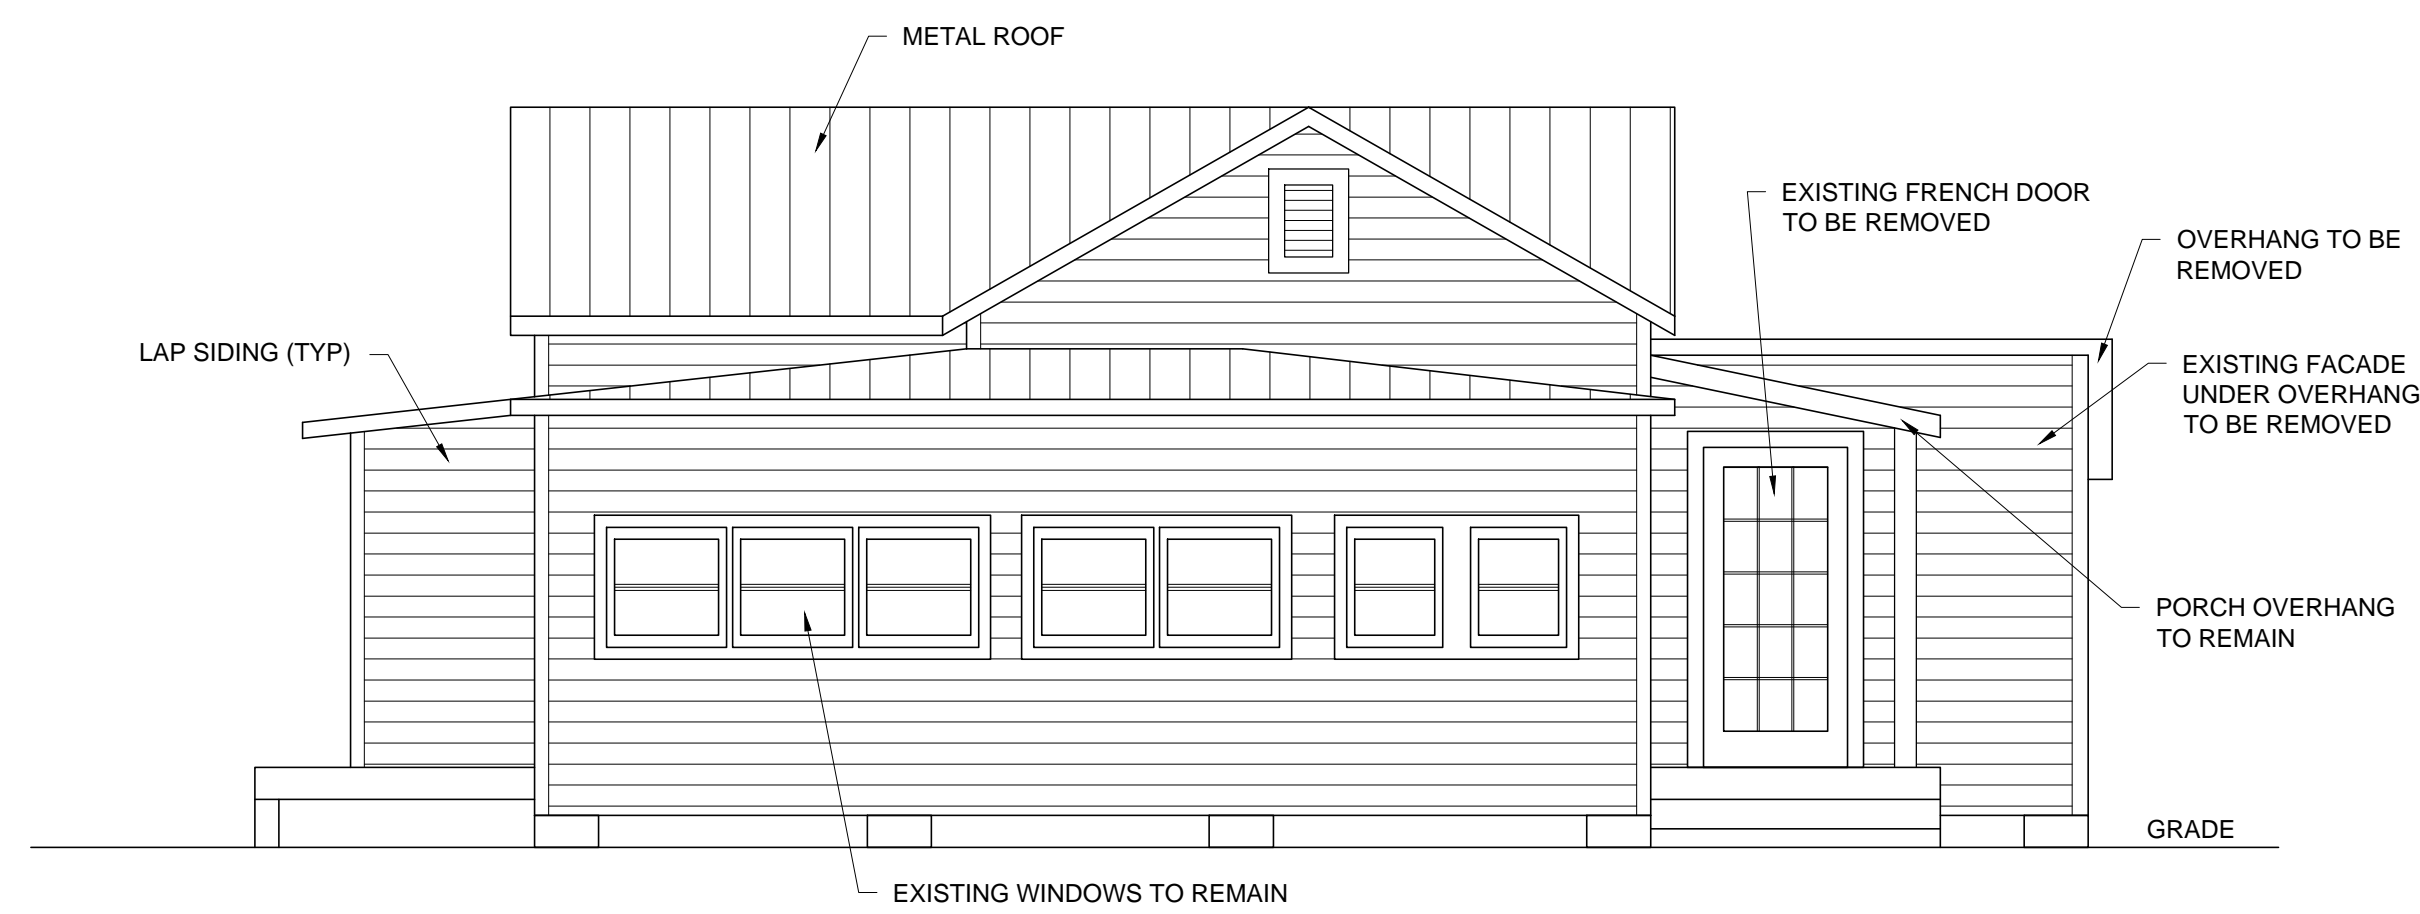 METAL ROOF
EXISTING FRENCH DOOR
TO BE REMOVED
OVERHANG TO BE
REMOVED
LAP SIDING (TYP)
EXISTING FACADE
UNDER OVERHANG
TO BE REMOVED
PORCH OVERHANG
TO REMAIN
GRADE
EXISTING WINDOWS TO REMAIN